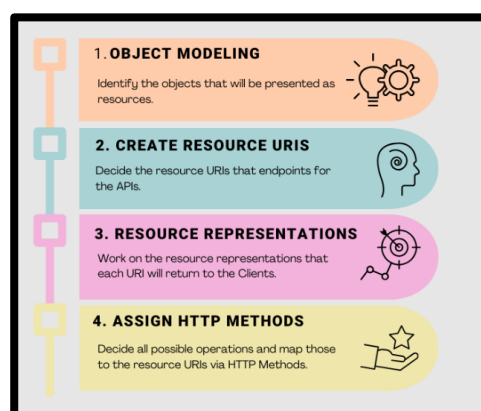 1. OBJECT MODELING
Identify the objects that will be presented as
resources.
2. CREATE RESOURCE URIS
Decide the resource URIs that endpoints for
the APIs.
3. RESOURCE REPRESENTATIONS
Work on the resource representations that
each URI will return to the Clients.
4. ASSIGN HTTP METHODS
Decide all possible operations and map those
to the resource URIs via HTTP Methods.